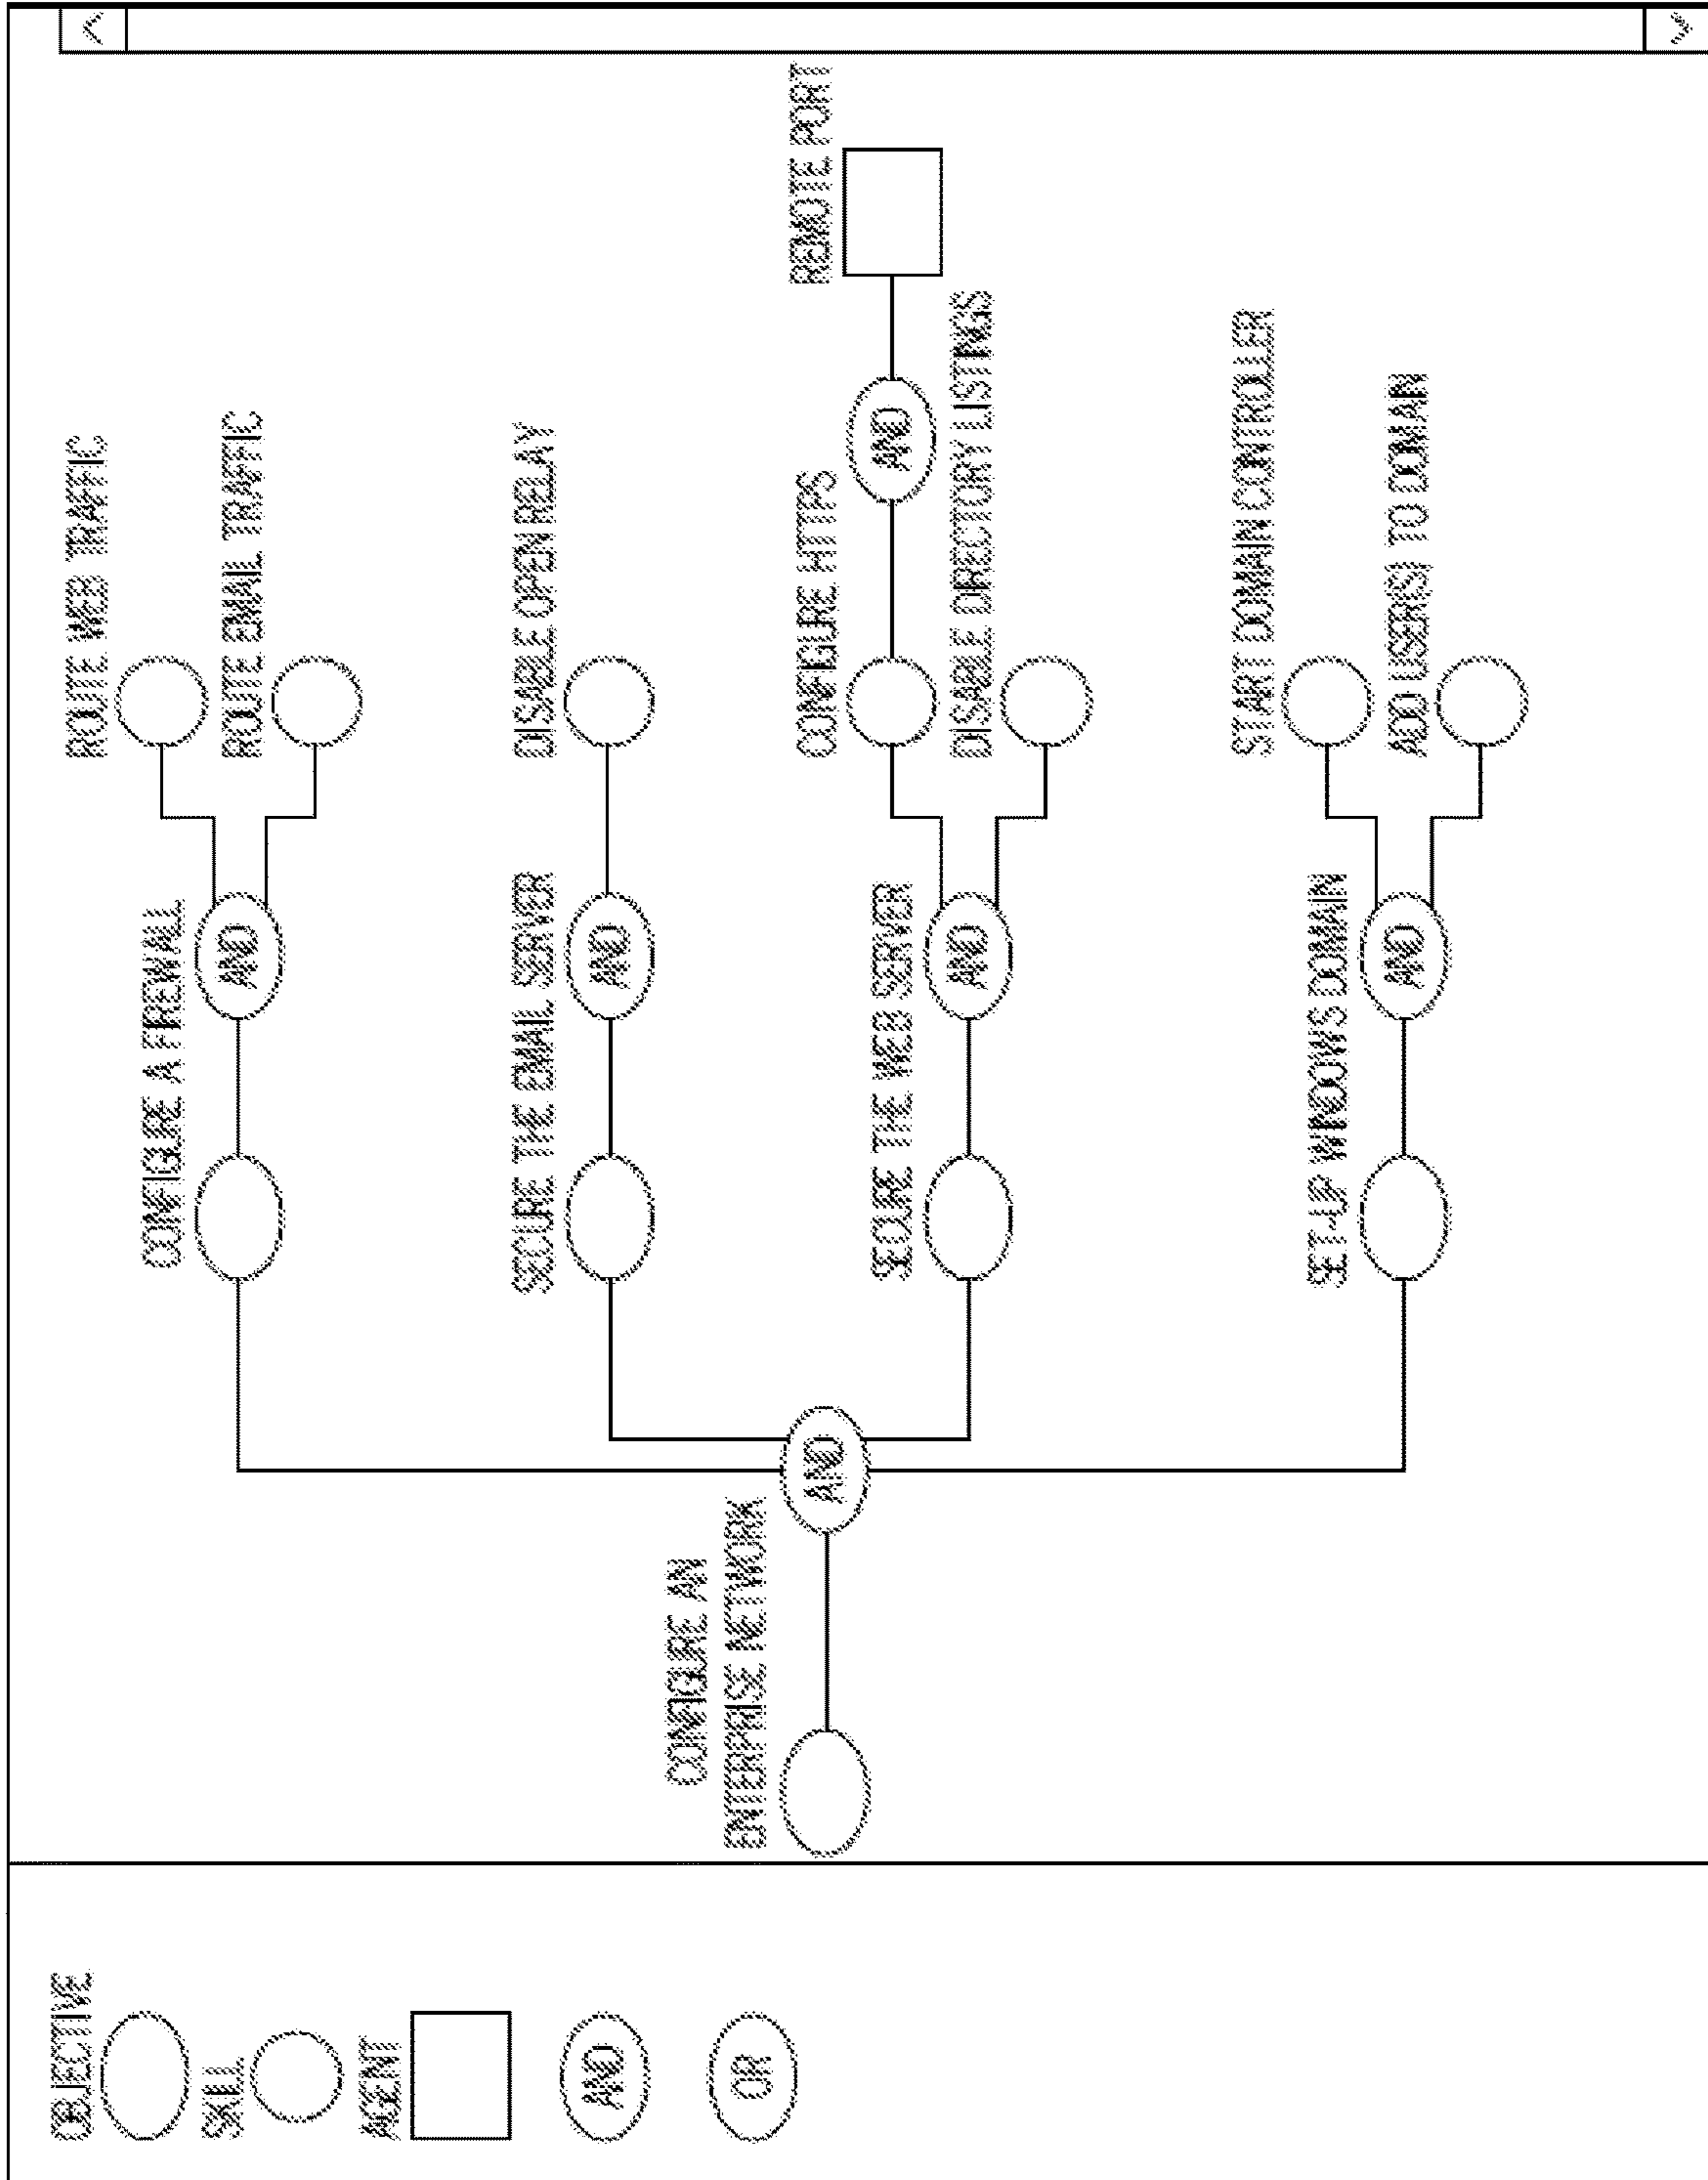 OBJECTIVE
SKILL
AGENT
AND
OR
CONFIGURE AN
ENTERPRISE NETWORK
AND
CONFIGURE A FIREWALL
AND
ROUTE WEB TRAFFIC
ROUTE EMAIL TRAFFIC
SECURE THE EMAIL SERVER
AND
DISABLE OPEN RELAY
SECURE THE WEB SERVER
AND
CONFIGURE HTTPS
AND
REMOTE PORT
DISABLE DIRECTORY LISTINGS
SET-UP WINDOWS DOMAIN
AND
START DOMAIN CONTROLLER
ADD USER(S) TO DOMAIN